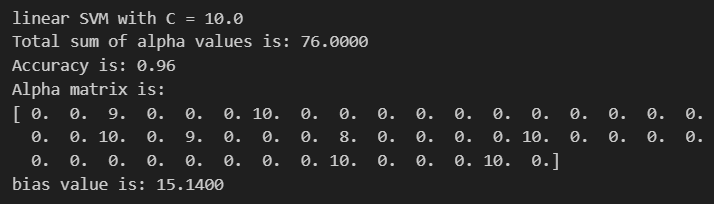 linear SVM with C = 10.0
Total sum of alpha values is: 76.0000
Accuracy is: 0.96
Alpha matrix is:
[ 0.  0.  9.  0.  0.  0. 10.  0.  0.  0.  0.  0.  0.  0.  0.  0.  0.  0.
  0.  0. 10.  0.  9.  0.  0.  0.  8.  0.  0.  0.  0. 10.  0.  0.  0.  0.
  0.  0.  0.  0.  0.  0.  0. 10.  0.  0.  0. 10.  0.]
bias value is: 15.1400